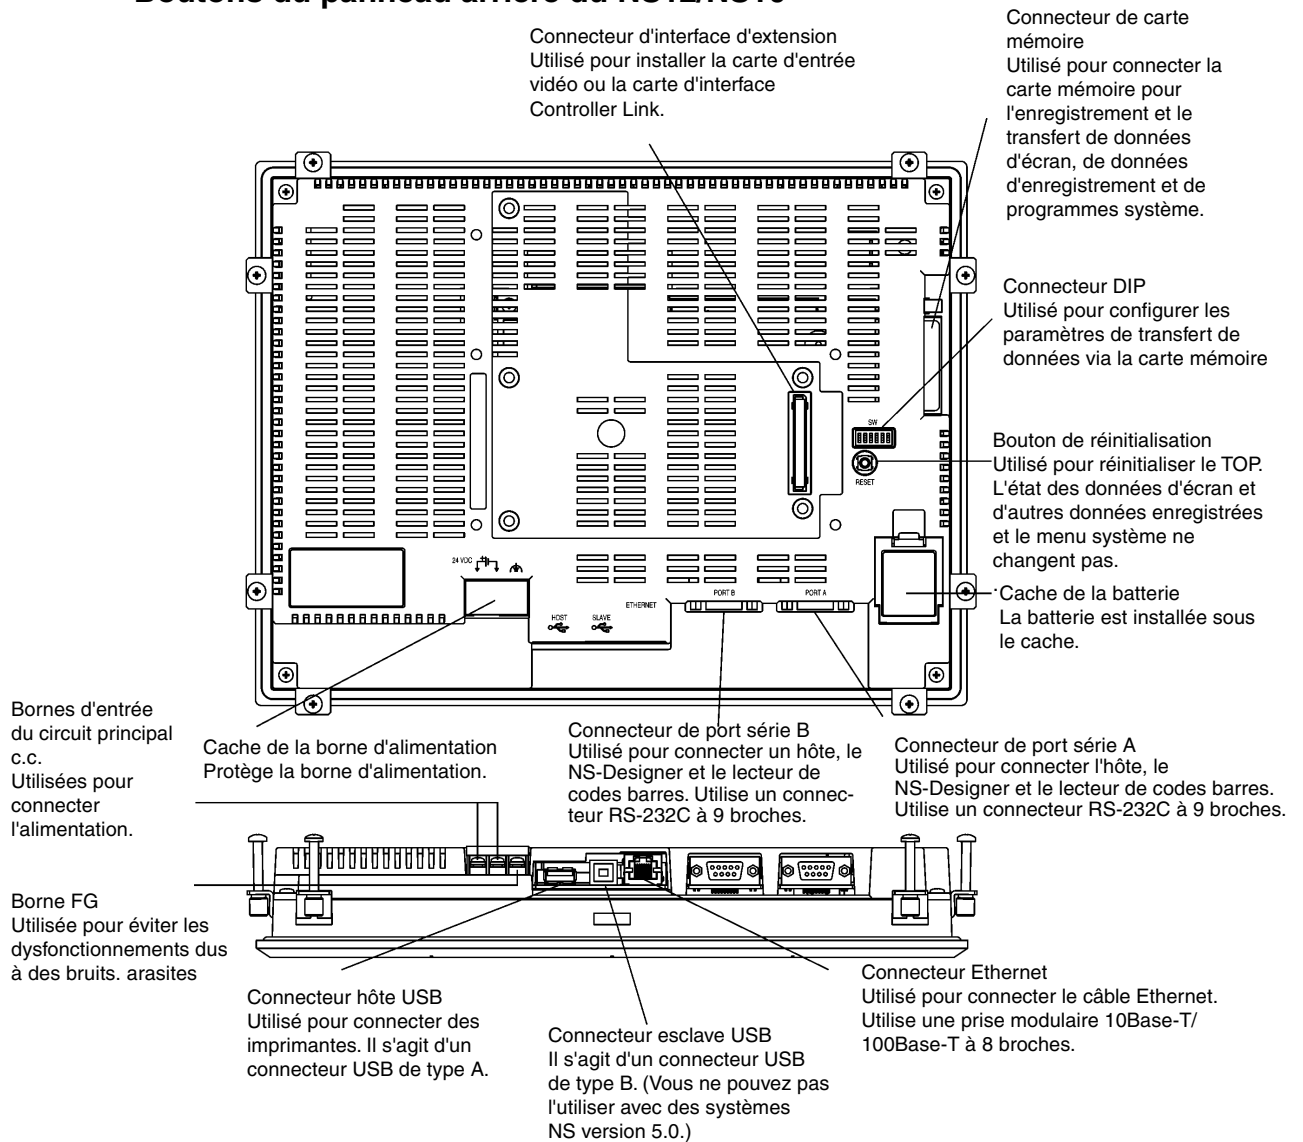 Connecteur d'interface d'extension
Utilisé pour installer la carte d'entrée
vidéo ou la carte d'interface
Controller Link.
Connecteur de carte
mémoire
Utilisé pour connecter la
carte mémoire pour
l'enregistrement et le
transfert de données
d'écran, de données
d'enregistrement et de
programmes système.
Connecteur DIP
Utilisé pour configurer les
paramètres de transfert de
données via la carte mémoire
SW
RESET
Bouton de réinitialisation
Utilisé pour réinitialiser le TOP.
L'état des données d'écran et
d'autres données enregistrées
et le menu système ne
changent pas.
24 VDC
HOST
SLAVE
ETHERNET
PORT B
PORT A
Cache de la batterie
La batterie est installée sous
le cache.
Bornes d'entrée
du circuit principal
c.c.
Utilisées pour
connecter
l'alimentation.
Cache de la borne d'alimentation
Protège la borne d'alimentation.
Connecteur de port série B
Utilisé pour connecter un hôte, le
NS-Designer et le lecteur de
codes barres. Utilise un connec-
teur RS-232C à 9 broches.
Connecteur de port série A
Utilisé pour connecter l'hôte, le
NS-Designer et le lecteur de codes barres.
Utilise un connecteur RS-232C à 9 broches.
Borne FG
Utilisée pour éviter les
dysfonctionnements dus
à des bruits. arasites
Connecteur hôte USB
Utilisé pour connecter des
imprimantes. Il s'agit d'un
connecteur USB de type A.
Connecteur esclave USB
Il s'agit d'un connecteur USB
de type B. (Vous ne pouvez pas
l'utiliser avec des systèmes
NS version 5.0.)
Connecteur Ethernet
Utilisé pour connecter le câble Ethernet.
Utilise une prise modulaire 10Base-T/
100Base-T à 8 broches.